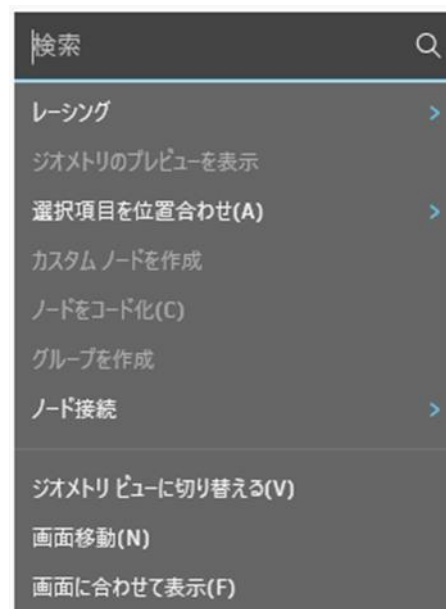 検索
レーシング
ジオメトリのプレビューを表示
選択項目を位置合わせ(A)
カスタム ノードを作成
ノードをコード化(C)
グループを作成
ノード接続
ジオメトリ ビューに切り替える(V)
画面移動(N)
画面に合わせて表示(F)